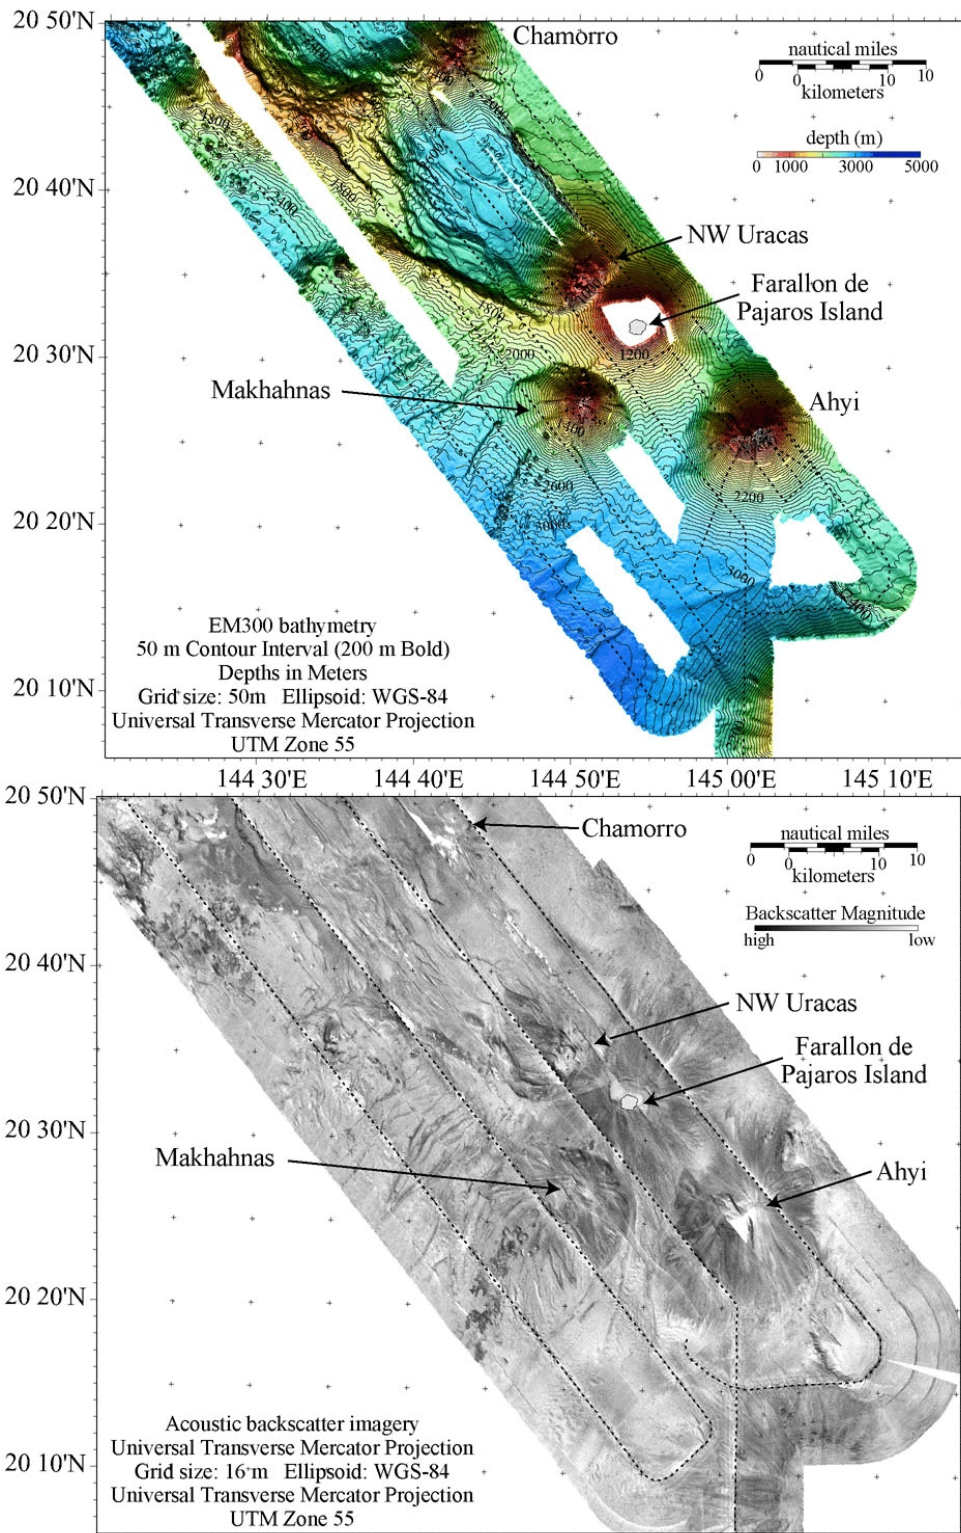 20 50'N
Chamorro
nautical miles
0 10
0 10
kilometers
depth (m)
0 1000 3000 5000
20 40'N
NW Uracas
Farallon de
Pajaros Island
20 30'N
2000
1200
Makhahnas
Ahyi
2600
2200
20 20'N
3000
3000
EM300 bathymetry
50 m Contour Interval (200 m Bold)
Depths in Meters
Grid size: 50m Ellipsoid: WGS-84
Universal Transverse Mercator Projection
UTM Zone 55
20 10'N
144 30'E 144 40'E 144 50'E 145 00'E 145 10'E
20 50'N
Chamorro
nautical miles
0 10
0 10
kilometers
Backscatter Magnitude
high low
20 40'N
NW Uracas
Farallon de
Pajaros Island
20 30'N
Makhahnas
Ahyi
20 20'N
Acoustic backscatter imagery
Universal Transverse Mercator Projection
Grid size: 16 m Ellipsoid: WGS-84
Universal Transverse Mercator Projection
UTM Zone 55
20 10'N